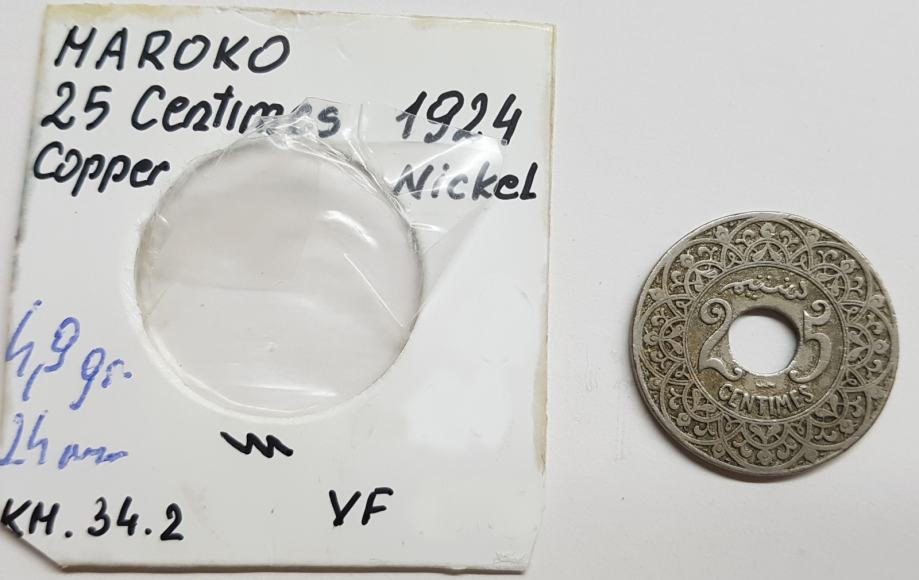 MAROKO
25 Centimes 1924
Copper Nickel
4,9 gr.
24 mm
KM. 34.2 VF
سنتيم
25
CENTIMES